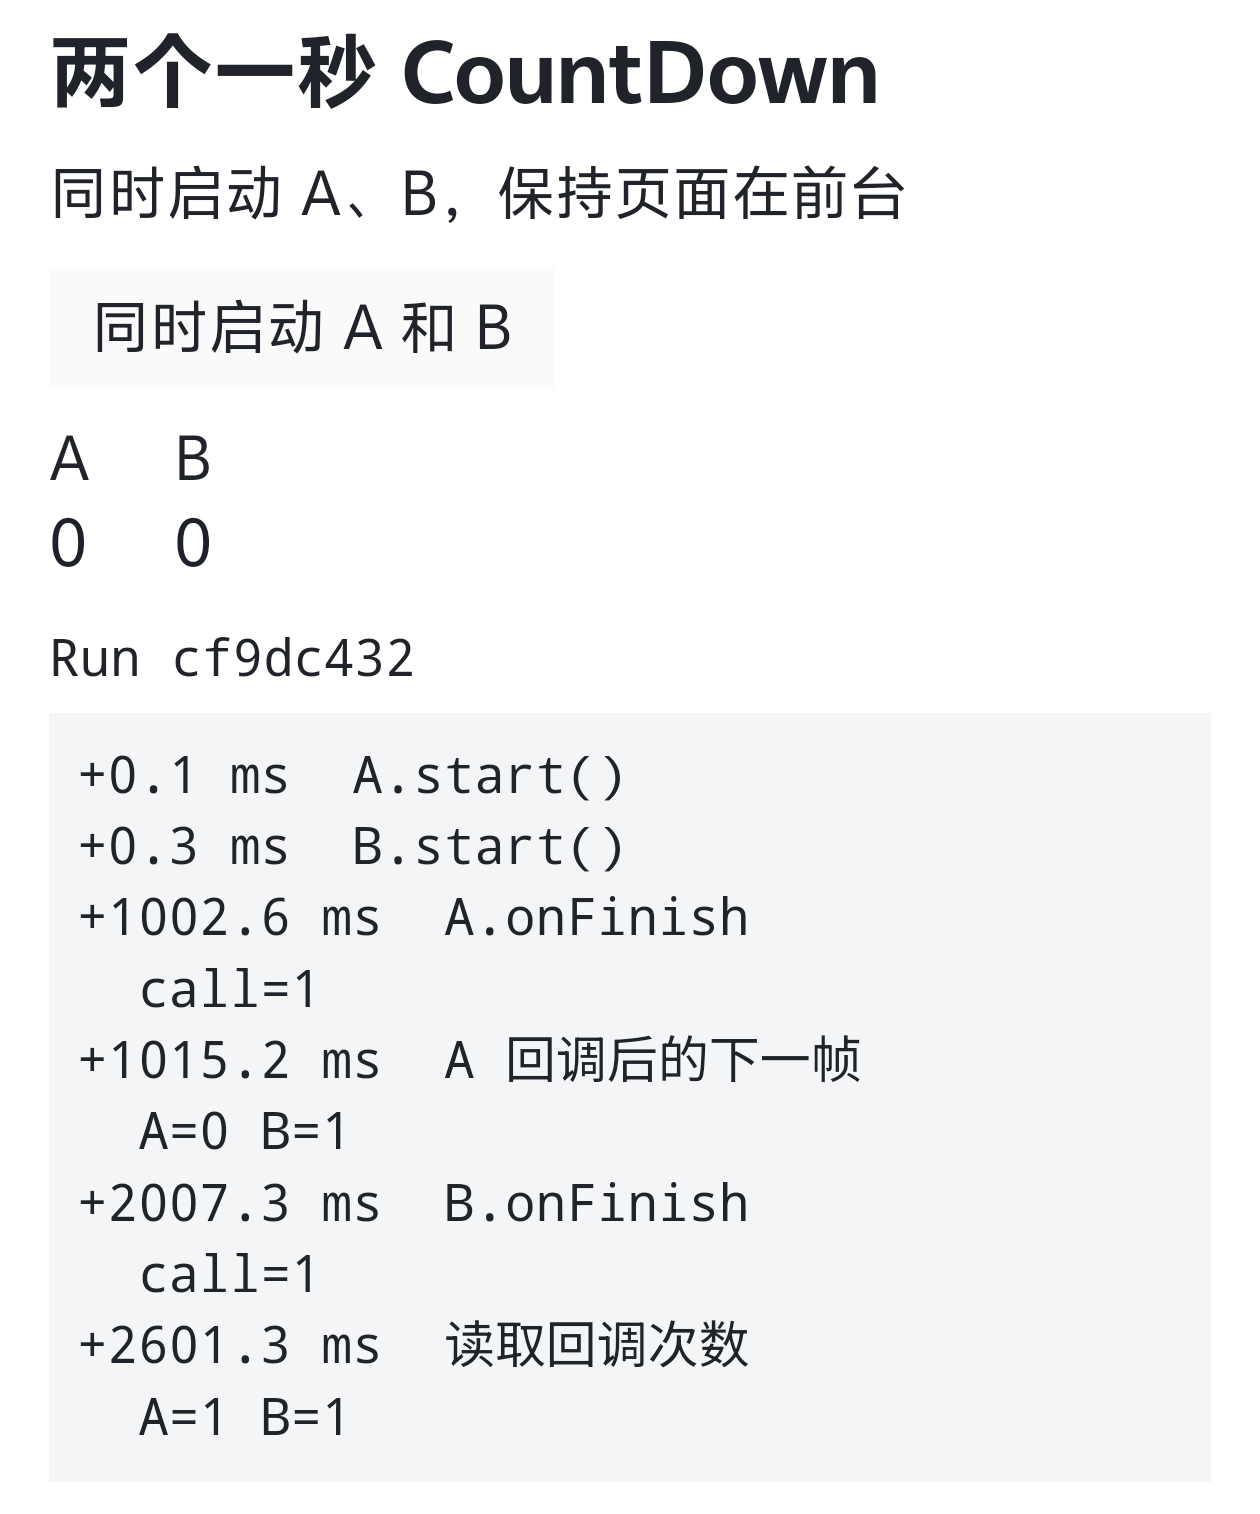 两个一秒 CountDown
同时启动 A、B，保持页面在前台
同时启动 A 和 B
A B
0 0
Run cf9dc432
+0.1 ms  A.start()
+0.3 ms  B.start()
+1002.6 ms  A.onFinish
  call=1
+1015.2 ms  A 回调后的下一帧
  A=0 B=1
+2007.3 ms  B.onFinish
  call=1
+2601.3 ms  读取回调次数
  A=1 B=1